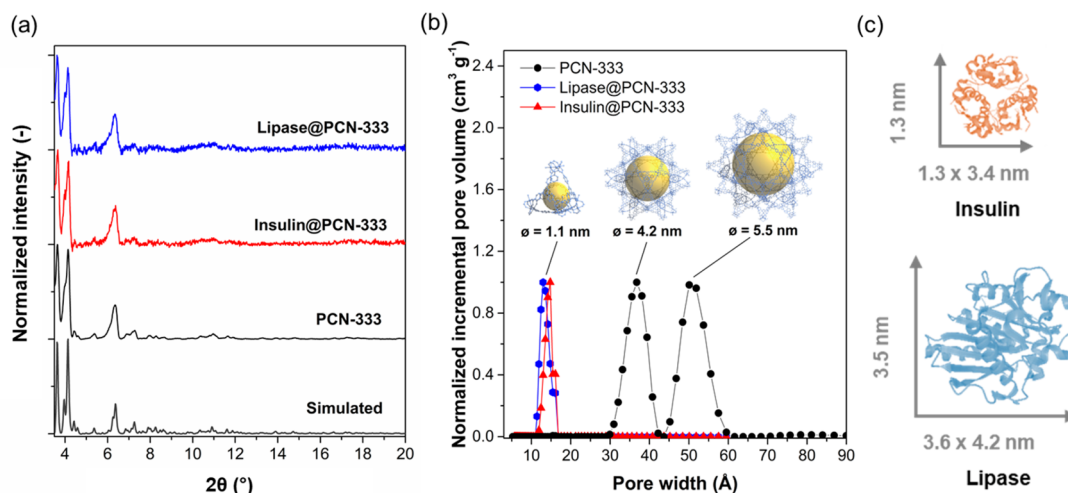 (a)
Normalized intensity (-)
Lipase@PCN-333
Insulin@PCN-333
PCN-333
Simulated
4 6 8 10 12 14 16 18 20
2θ (°)
(b)
Normalized incremental pore volume (cm³ g⁻¹)
2.4
2.0
1.6
1.2
0.8
0.4
0.0
PCN-333
Lipase@PCN-333
Insulin@PCN-333
ø = 1.1 nm
ø = 4.2 nm
ø = 5.5 nm
10 20 30 40 50 60 70 80 90
Pore width (Å)
(c)
1.3 nm
1.3 x 3.4 nm
Insulin
3.5 nm
3.6 x 4.2 nm
Lipase